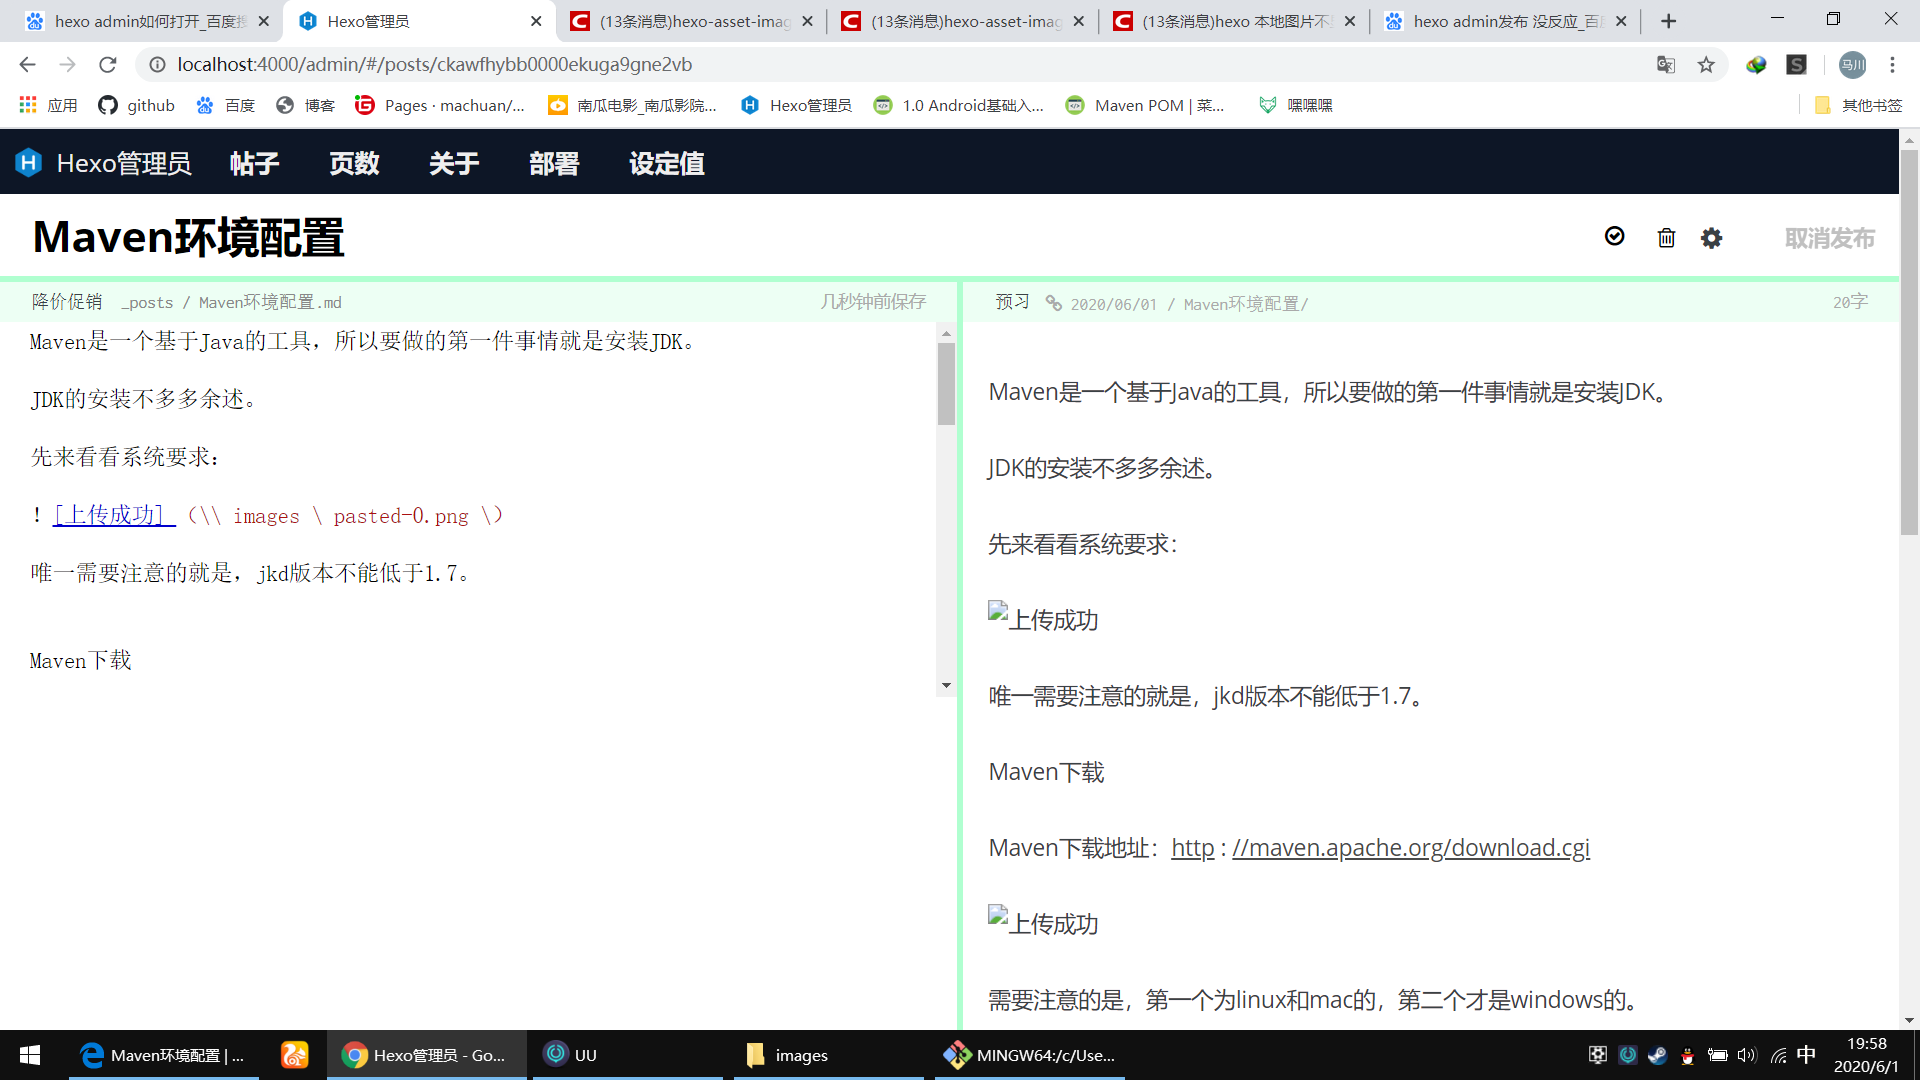 hexo admin如何打开_百度搜
Hexo管理员
(13条消息)hexo-asset-imag
(13条消息)hexo-asset-imag
(13条消息)hexo 本地图片不
hexo admin发布 没反应_百
localhost:4000/admin/#/posts/ckawfhybb0000ekuga9gne2vb
马川
应用
github
百度
博客
Pages · machuan/...
南瓜电影_南瓜影院...
Hexo管理员
1.0 Android基础入...
Maven POM | 菜...
嘿嘿嘿
其他书签
Hexo管理员
帖子
页数
关于
部署
设定值
Maven环境配置
取消发布
降价促销
_posts / Maven环境配置.md
几秒钟前保存
预习
2020/06/01 / Maven环境配置/
20字
Maven是一个基于Java的工具，所以要做的第一件事情就是安装JDK。
JDK的安装不多多余述。
先来看看系统要求：
! [上传成功] （\\ images \ pasted-0.png \）
唯一需要注意的就是，jkd版本不能低于1.7。
Maven下载
Maven是一个基于Java的工具，所以要做的第一件事情就是安装JDK。
JDK的安装不多多余述。
先来看看系统要求：
上传成功
唯一需要注意的就是，jkd版本不能低于1.7。
Maven下载
Maven下载地址：http : //maven.apache.org/download.cgi
上传成功
需要注意的是，第一个为linux和mac的，第二个才是windows的。
Maven环境配置 | ...
Hexo管理员 - Go...
UU
images
MINGW64:/c/Use...
中
19:58
2020/6/1